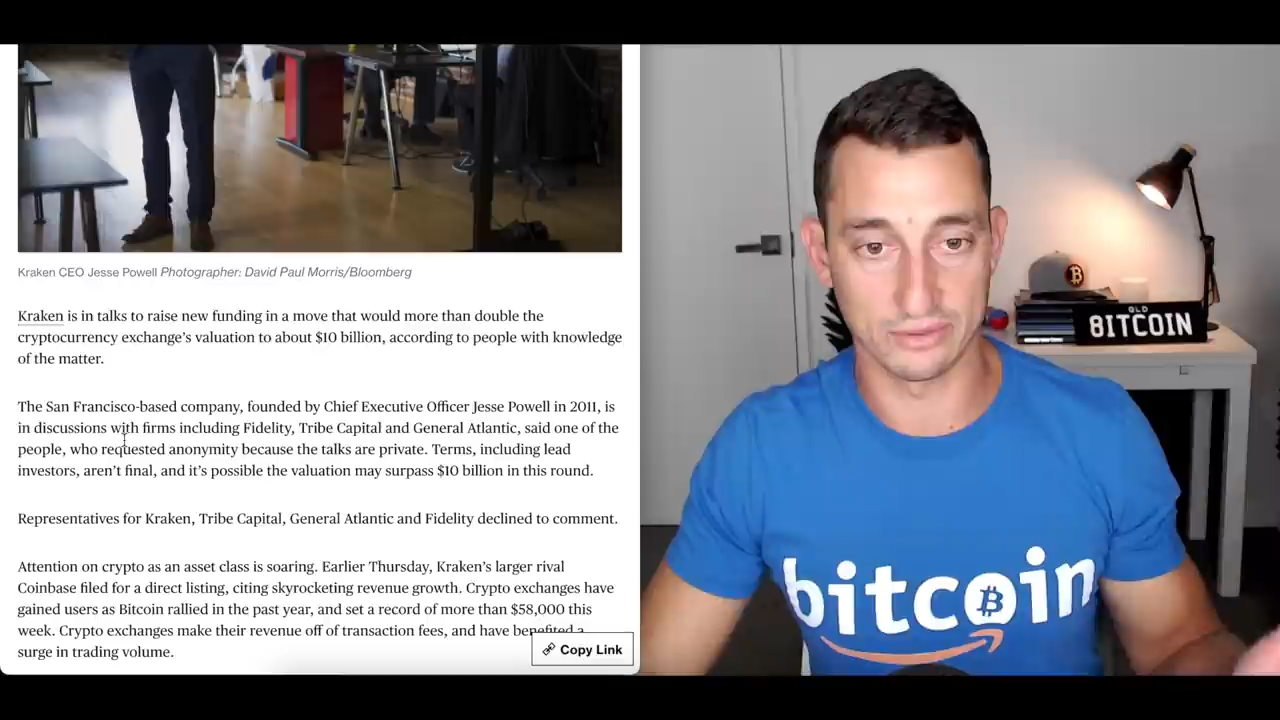 Kraken CEO Jesse Powell Photographer: David Paul Morris/Bloomberg
Kraken is in talks to raise new funding in a move that would more than double the
cryptocurrency exchange's valuation to about $10 billion, according to people with knowledge
of the matter.
The San Francisco-based company, founded by Chief Executive Officer Jesse Powell in 2011, is
in discussions with firms including Fidelity, Tribe Capital and General Atlantic, said one of the
people, who requested anonymity because the talks are private. Terms, including lead
investors, aren't final, and it's possible the valuation may surpass $10 billion in this round.
Representatives for Kraken, Tribe Capital, General Atlantic and Fidelity declined to comment.
Attention on crypto as an asset class is soaring. Earlier Thursday, Kraken's larger rival
Coinbase filed for a direct listing, citing skyrocketing revenue growth. Crypto exchanges have
gained users as Bitcoin rallied in the past year, and set a record of more than $58,000 this
week. Crypto exchanges make their revenue off of transaction fees, and have benefited a
surge in trading volume.
Copy Link
QLD
8ITCOIN
bitcoin